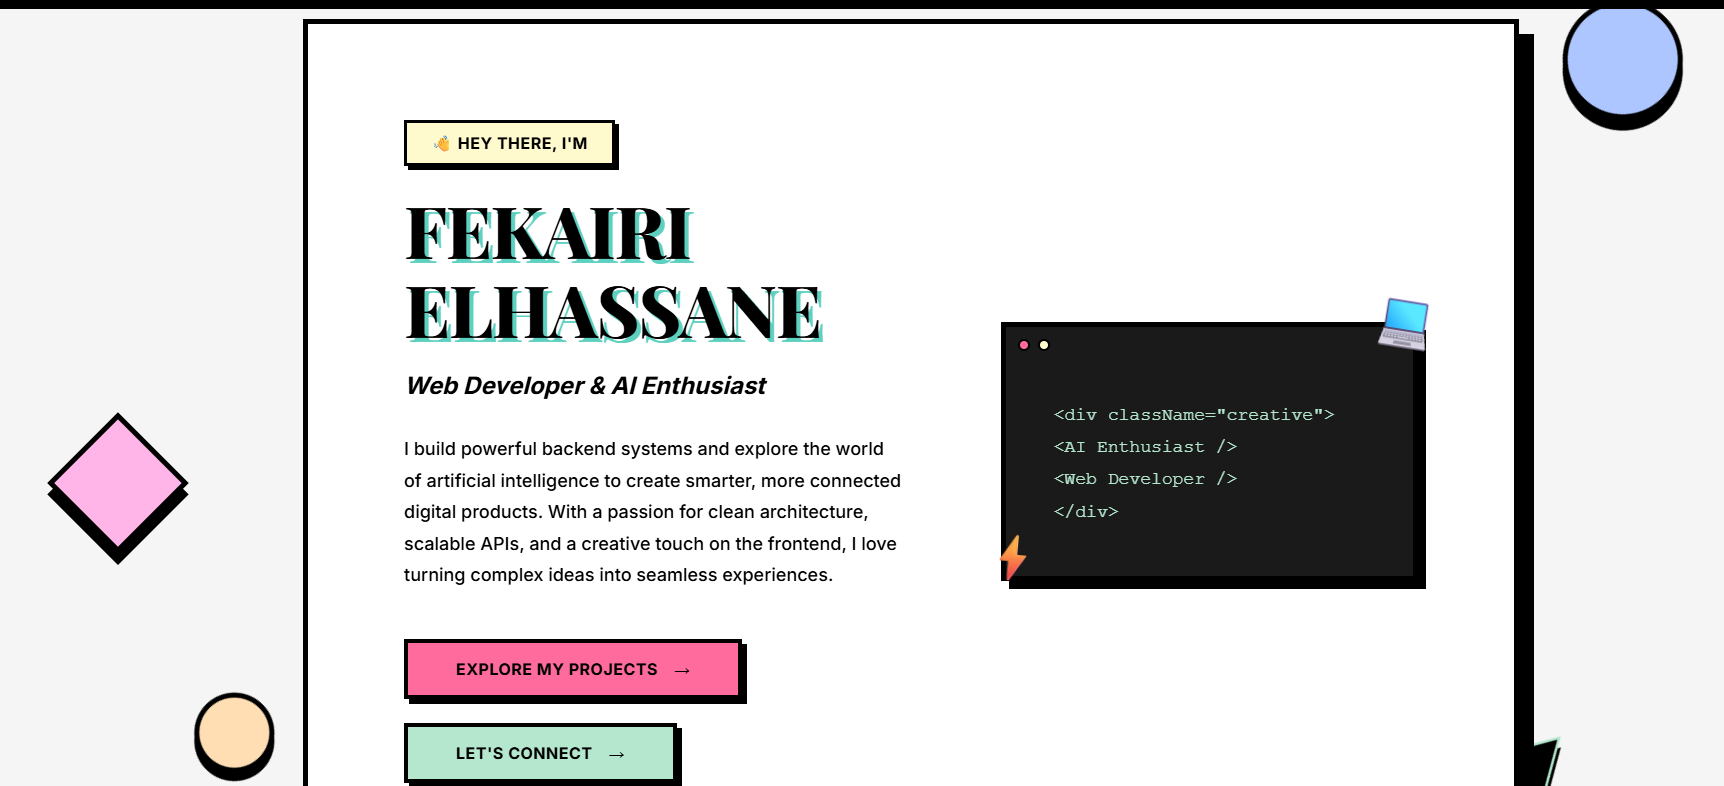 👋 HEY THERE, I'M
FEKAIRI
ELHASSANE
Web Developer & AI Enthusiast
I build powerful backend systems and explore the world
of artificial intelligence to create smarter, more connected
digital products. With a passion for clean architecture,
scalable APIs, and a creative touch on the frontend, I love
turning complex ideas into seamless experiences.
EXPLORE MY PROJECTS →
LET'S CONNECT →
<div className="creative">
<AI Enthusiast />
<Web Developer />
</div>